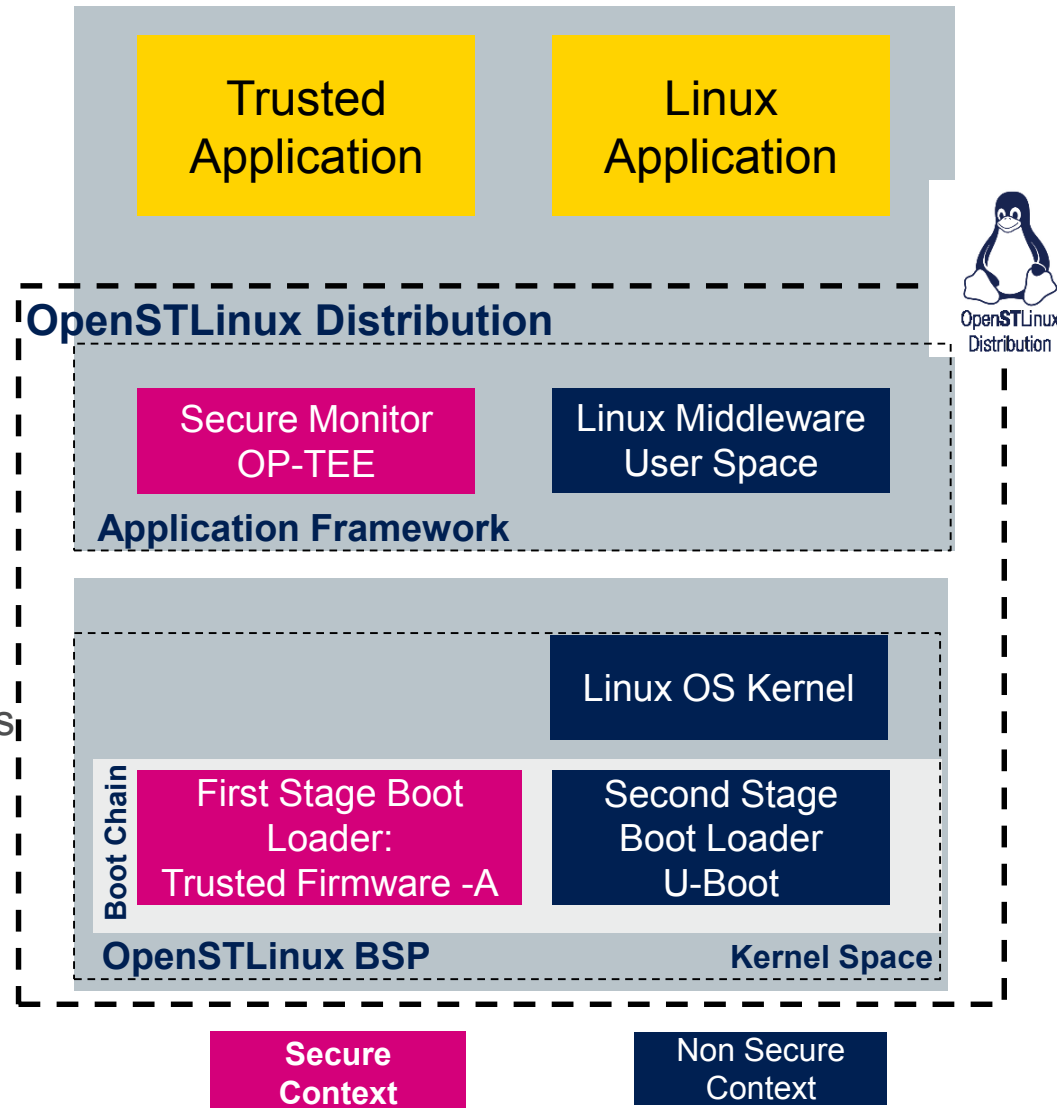 Trusted
Application
Linux
Application
OpenSTLinux
Distribution
OpenSTLinux Distribution
Secure Monitor
OP-TEE
Linux Middleware
User Space
Application Framework
Linux OS Kernel
s
Boot Chain
First Stage Boot
Loader:
Trusted Firmware -A
Second Stage
Boot Loader
U-Boot
OpenSTLinux BSP
Kernel Space
Secure
Context
Non Secure
Context